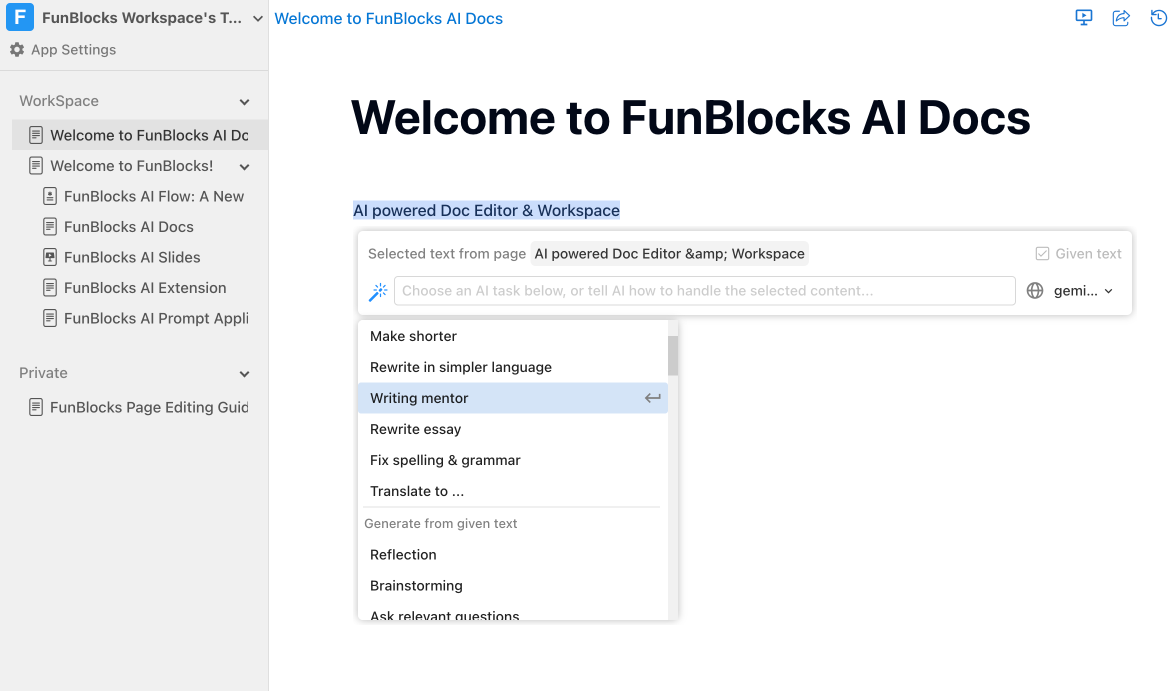 F FunBlocks Workspace's T...
App Settings
WorkSpace
Welcome to FunBlocks AI Dc
Welcome to FunBlocks!
FunBlocks AI Flow: A New
FunBlocks AI Docs
FunBlocks AI Slides
FunBlocks AI Extension
FunBlocks AI Prompt Appli
Private
FunBlocks Page Editing Guid
Welcome to FunBlocks AI Docs
Welcome to FunBlocks AI Docs
AI powered Doc Editor & Workspace
Selected text from page AI powered Doc Editor &amp; Workspace Given text
Choose an AI task below, or tell AI how to handle the selected content... gemi...
Make shorter
Rewrite in simpler language
Writing mentor
Rewrite essay
Fix spelling & grammar
Translate to ...
Generate from given text
Reflection
Brainstorming
Ask relevant questions